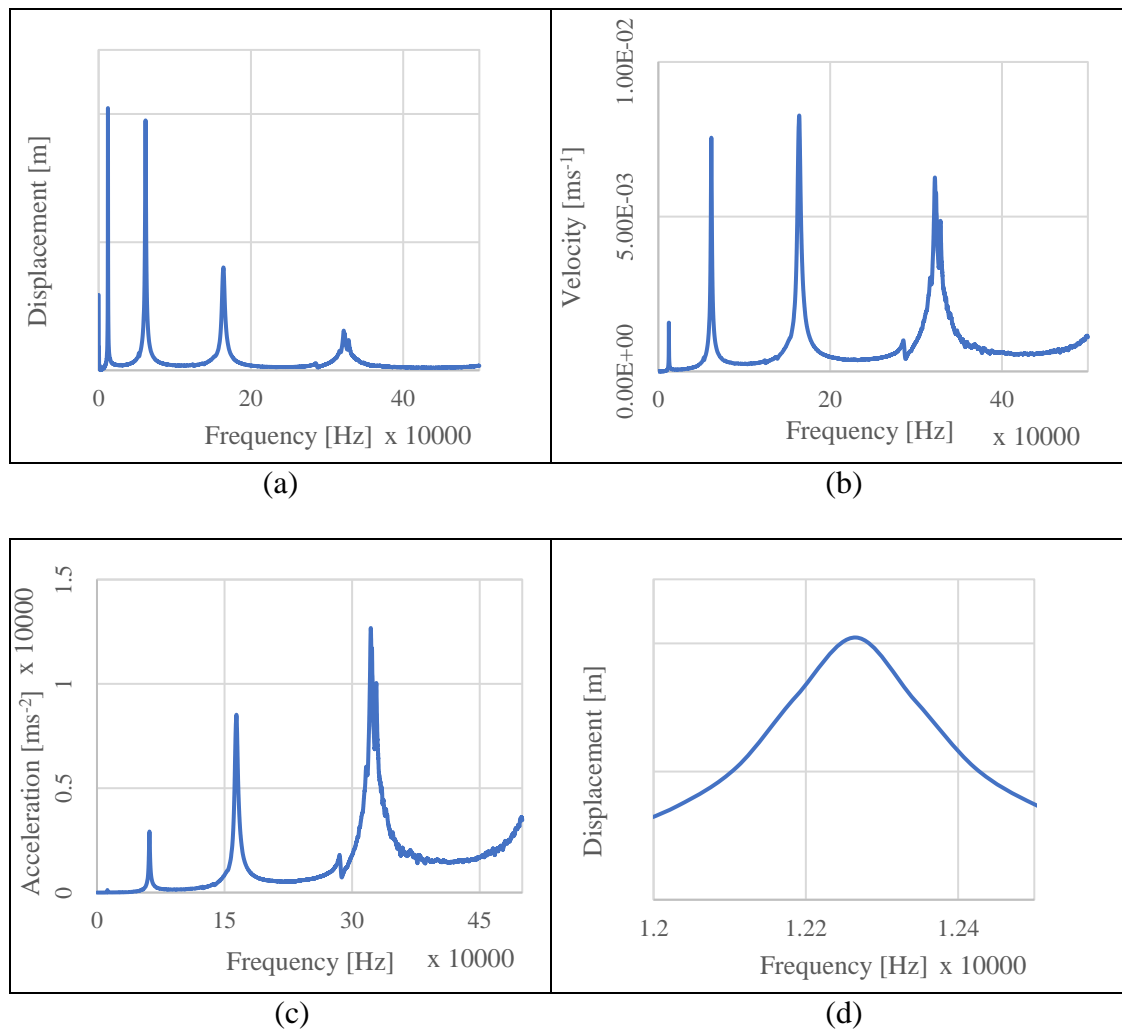 Displacement [m]
0 20 40
Frequency [Hz] x 10000
(a)
Velocity [ms-1]
1.00E-02
5.00E-03
0.00E+00
0 20 40
Frequency [Hz] x 10000
(b)
Acceleration [ms-2] x 10000
1.5
1
0.5
0
0 15 30 45
Frequency [Hz] x 10000
(c)
Displacement [m]
1.2 1.22 1.24
Frequency [Hz] x 10000
(d)